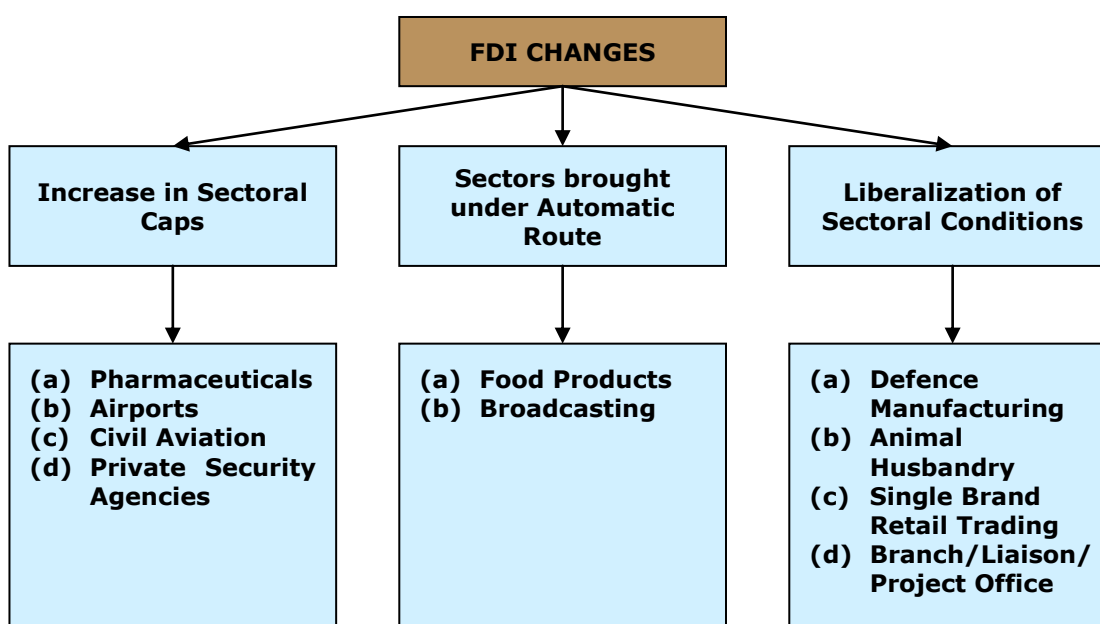 FDI CHANGES
Increase in Sectoral
Caps
Sectors brought
under Automatic
Route
Liberalization of
Sectoral Conditions
(a) Pharmaceuticals
(b) Airports
(c) Civil Aviation
(d) Private Security
Agencies
(a) Food Products
(b) Broadcasting
(a) Defence
Manufacturing
(b) Animal
Husbandry
(c) Single Brand
Retail Trading
(d) Branch/Liaison/
Project Office